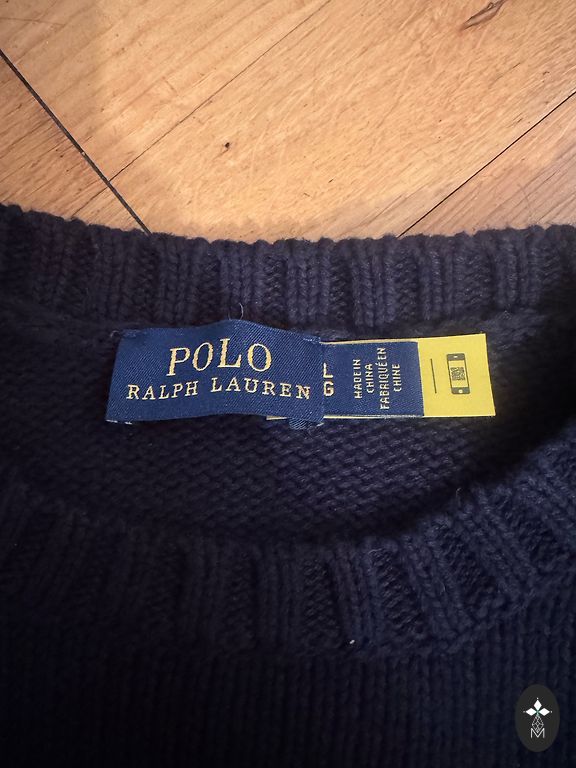 POLO
RALPH LAUREN
L
G
MADE IN
CHINA
FABRIQUÉ EN
CHINE
M